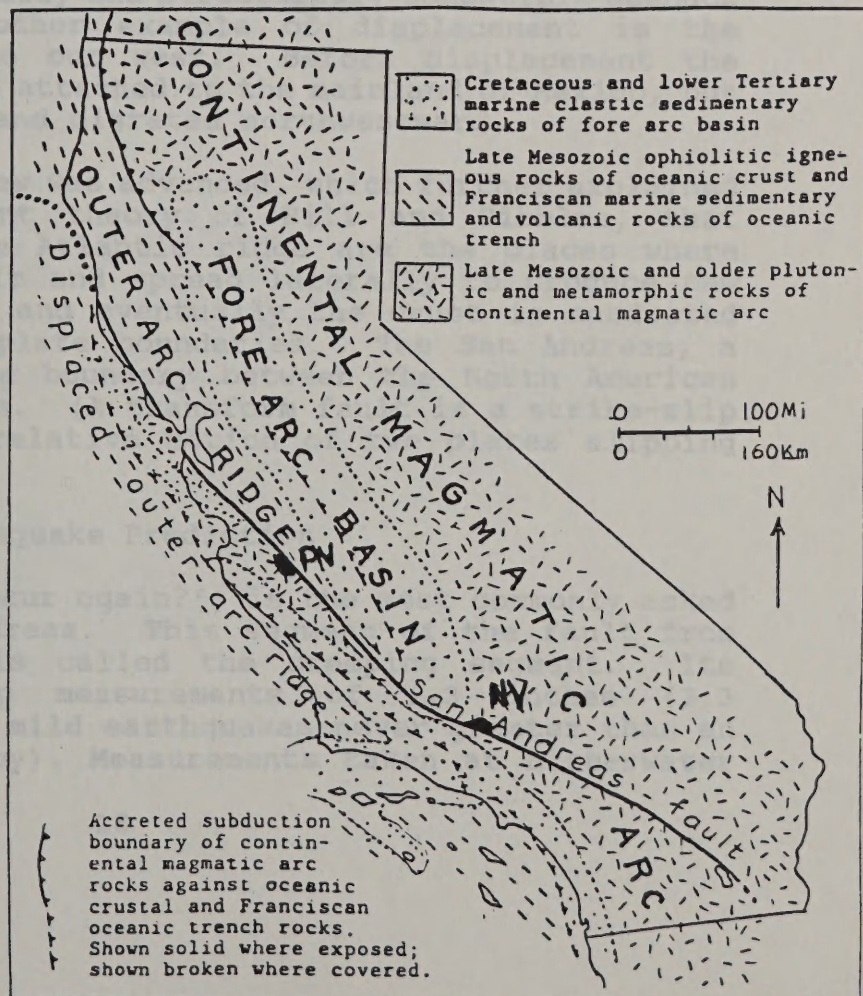 Cretaceous and lower Tertiary
marine clastic sedimentary
rocks of fore arc basin
Late Mesozoic ophiolitic igne-
ous rocks of oceanic crust and
Franciscan marine sedimentary
and volcanic rocks of oceanic
trench
Late Mesozoic and older pluton-
ic and metamorphic rocks of
continental magmatic arc
0 100Mi
0 160Km
N
CONTINENTAL MAGMATIC ARC
FORE ARC BASIN
OUTER ARC RIDGE
Displaced outer arc ridge
San Andreas fault
Accreted subduction
boundary of contin-
ental magmatic arc
rocks against oceanic
crustal and Franciscan
oceanic trench rocks.
Shown solid where exposed;
shown broken where covered.